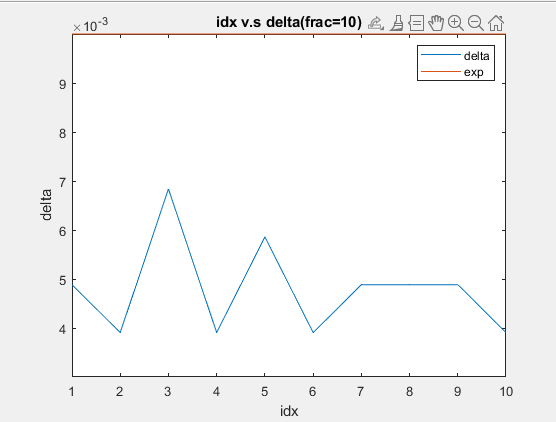 ×10⁻³
idx v.s delta(frac=10)
delta
exp
9
8
7
6
5
4
delta
1 2 3 4 5 6 7 8 9 10
idx